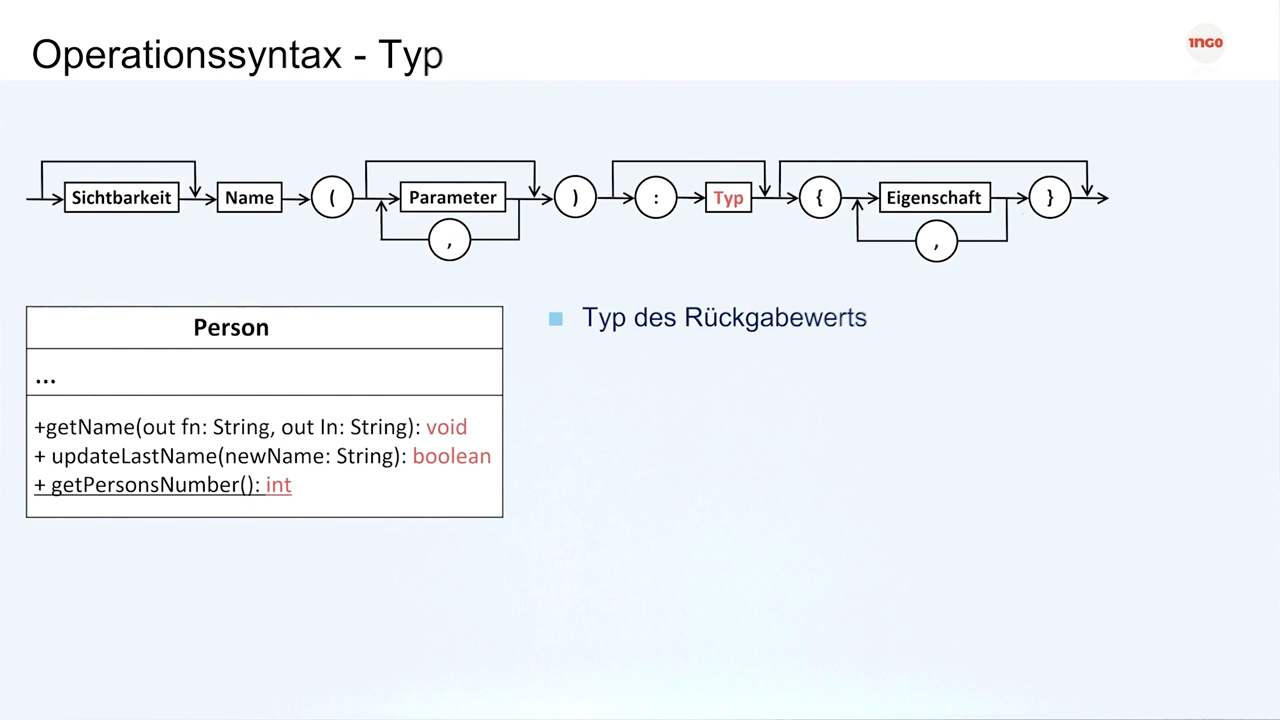 Operationssyntax - Typ
1NGO
Sichtbarkeit Name ( Parameter ) : Typ { Eigenschaft }
, ,
Person
...
+getName(out fn: String, out ln: String): void
+ updateLastName(newName: String): boolean
+ getPersonsNumber(): int
Typ des Rückgabewerts